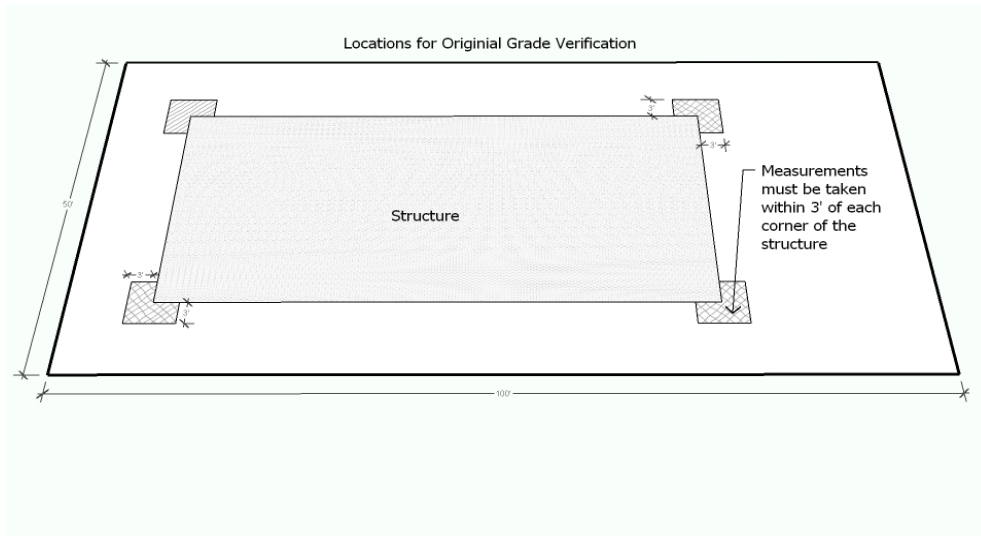 Locations for Originial Grade Verification
3'
3'
50'
Measurements
must be taken
within 3' of each
corner of the
structure
Structure
3'
3'
100'